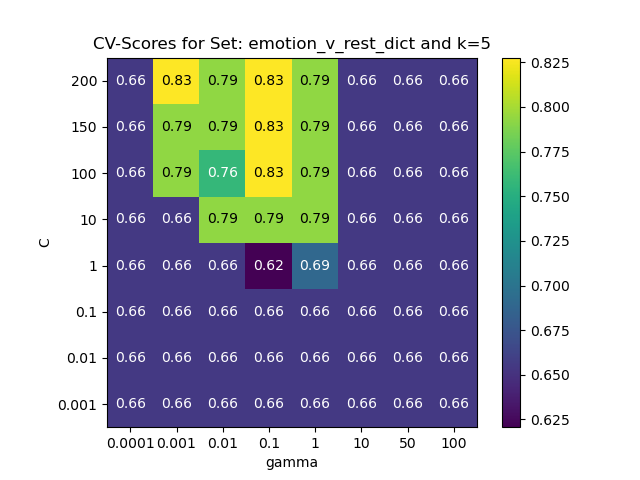 CV-Scores for Set: emotion_v_rest_dict and k=5
200 0.66 0.83 0.79 0.83 0.79 0.66 0.66 0.66
150 0.66 0.79 0.79 0.83 0.79 0.66 0.66 0.66
100 0.66 0.79 0.76 0.83 0.79 0.66 0.66 0.66
10 0.66 0.66 0.79 0.79 0.79 0.66 0.66 0.66
C
1 0.66 0.66 0.66 0.62 0.69 0.66 0.66 0.66
0.1 0.66 0.66 0.66 0.66 0.66 0.66 0.66 0.66
0.01 0.66 0.66 0.66 0.66 0.66 0.66 0.66 0.66
0.001 0.66 0.66 0.66 0.66 0.66 0.66 0.66 0.66
0.0001 0.001 0.01 0.1 1 10 50 100
gamma
0.825
0.800
0.775
0.750
0.725
0.700
0.675
0.650
0.625